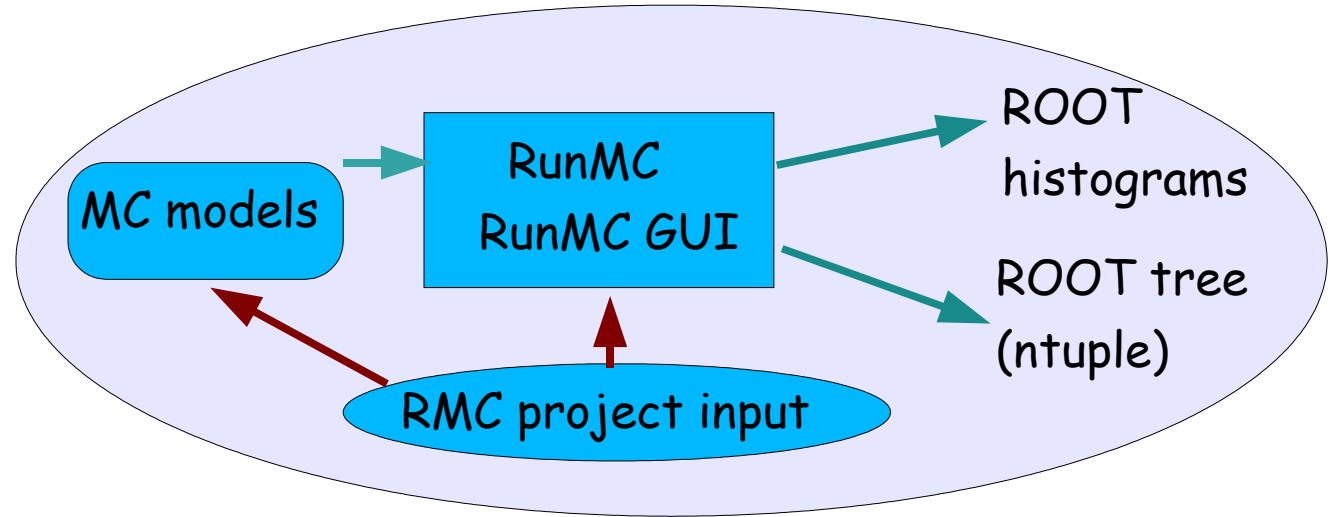 MC models
RunMC
RunMC GUI
ROOT
histograms
ROOT tree
(ntuple)
RMC project input